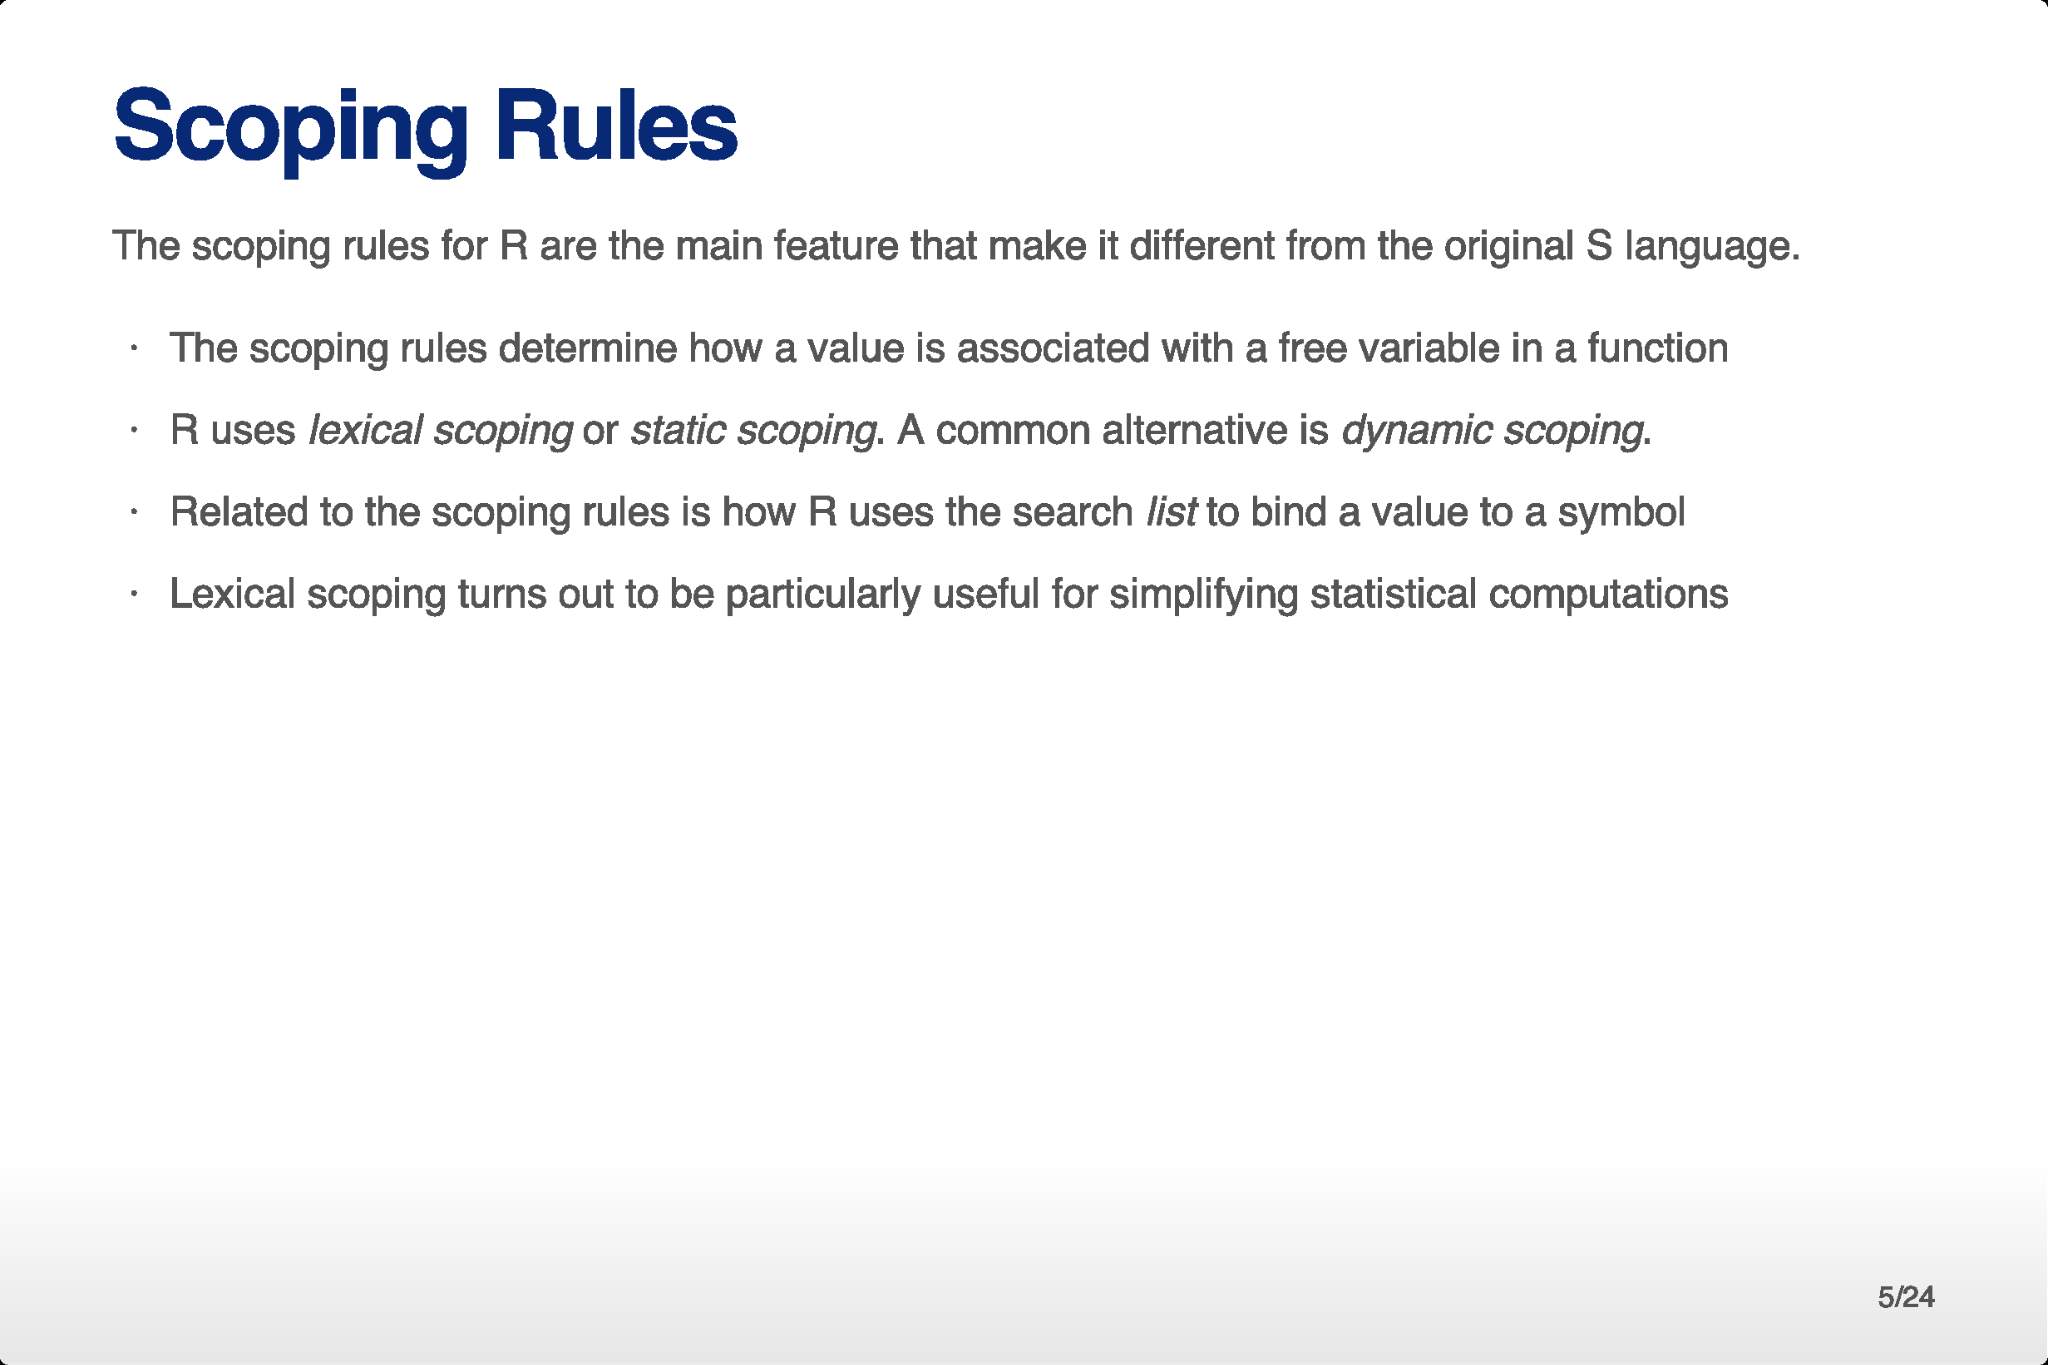 Scoping Rules
The scoping rules for R are the main feature that make it different from the original S language.
· The scoping rules determine how a value is associated with a free variable in a function
· R uses lexical scoping or static scoping. A common alternative is dynamic scoping.
· Related to the scoping rules is how R uses the search list to bind a value to a symbol
· Lexical scoping turns out to be particularly useful for simplifying statistical computations
5/24